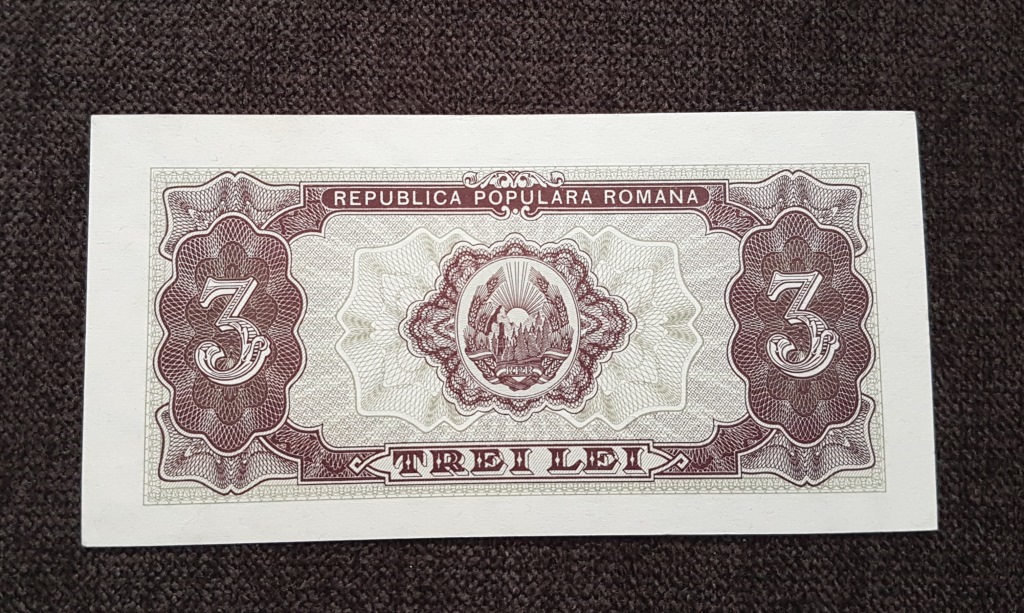 REPUBLICA POPULARA ROMANA
3 3
RPR
TREI LEI